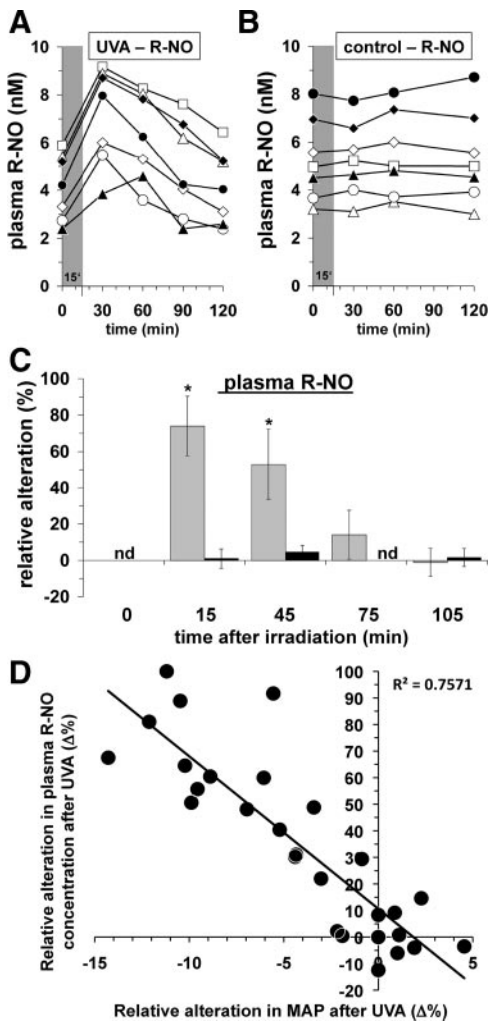 A
UVA – R-NO
plasma R-NO (nM)
10
8
6
4
2
0
15'
0 30 60 90 120
time (min)
B
control – R-NO
plasma R-NO (nM)
10
8
6
4
2
0
15'
0 30 60 90 120
time (min)
C
plasma R-NO
relative alteration (%)
100
80
60
40
20
0
-20
nd
*
*
nd
0 15 45 75 105
time after irradiation (min)
D
R² = 0.7571
Relative alteration in plasma R-NO
concentration after UVA (Δ%)
100
90
80
70
60
50
40
30
20
10
0
-10
-20
-15 -10 -5 0 5
Relative alteration in MAP after UVA (Δ%)